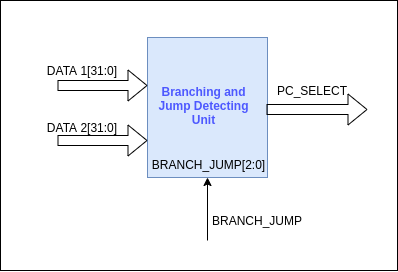 DATA 1[31:0]
Branching and
Jump Detecting
Unit
PC_SELECT
DATA 2[31:0]
BRANCH_JUMP[2:0]
BRANCH_JUMP